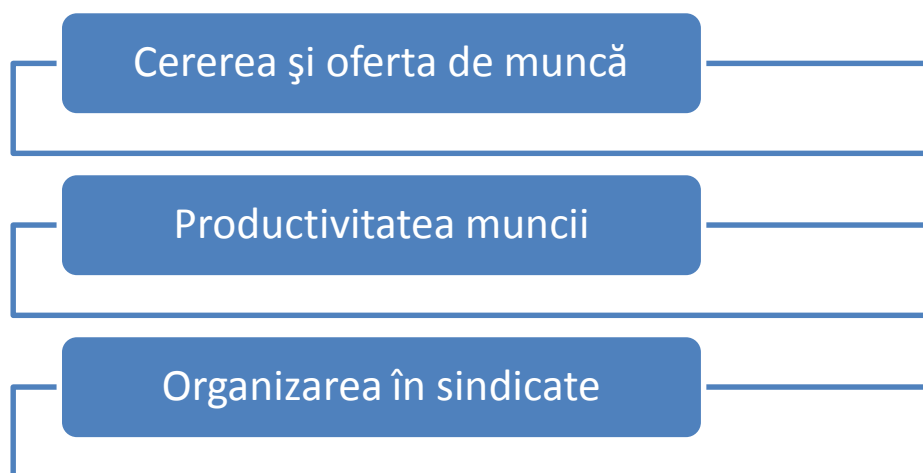 Cererea şi oferta de muncă
Productivitatea muncii
Organizarea în sindicate